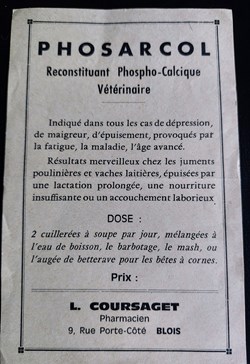 PHOSARCOL
Reconstituant Phospho-Calcique
Vétérinaire
Indiqué dans tous les cas de dépression,
de maigreur, d'épuisement, provoqués par
la fatigue, la maladie, l'âge avancé.
Résultats merveilleux chez les juments
poulinières et vaches laitières, épuisées par
une lactation prolongée, une nourriture
insuffisante ou un accouchement laborieux
DOSE :
2 cuillerées à soupe par jour, mélangées à
l'eau de boisson, le barbotage, le mash, ou
l'augée de betterave pour les bêtes à cornes.
Prix :
L. COURSAGET
Pharmacien
9, Rue Porte-Côté BLOIS